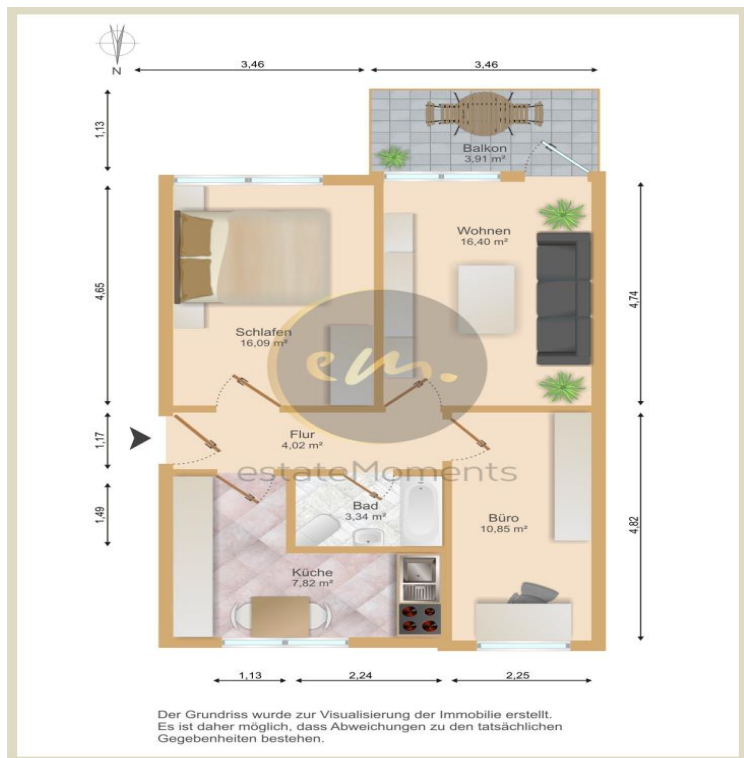 N
3,46
3,46
1,13
Balkon
3,91 m²
4,65
Wohnen
16,40 m²
4,74
Schlafen
16,09 m²
em.
1,17
Flur
4,02 m²
estateMoments
1,49
Bad
3,34 m²
Büro
10,85 m²
4,82
Küche
7,82 m²
1,13
2,24
2,25
Der Grundriss wurde zur Visualisierung der Immobilie erstellt.
Es ist daher möglich, dass Abweichungen zu den tatsächlichen
Gegebenheiten bestehen.